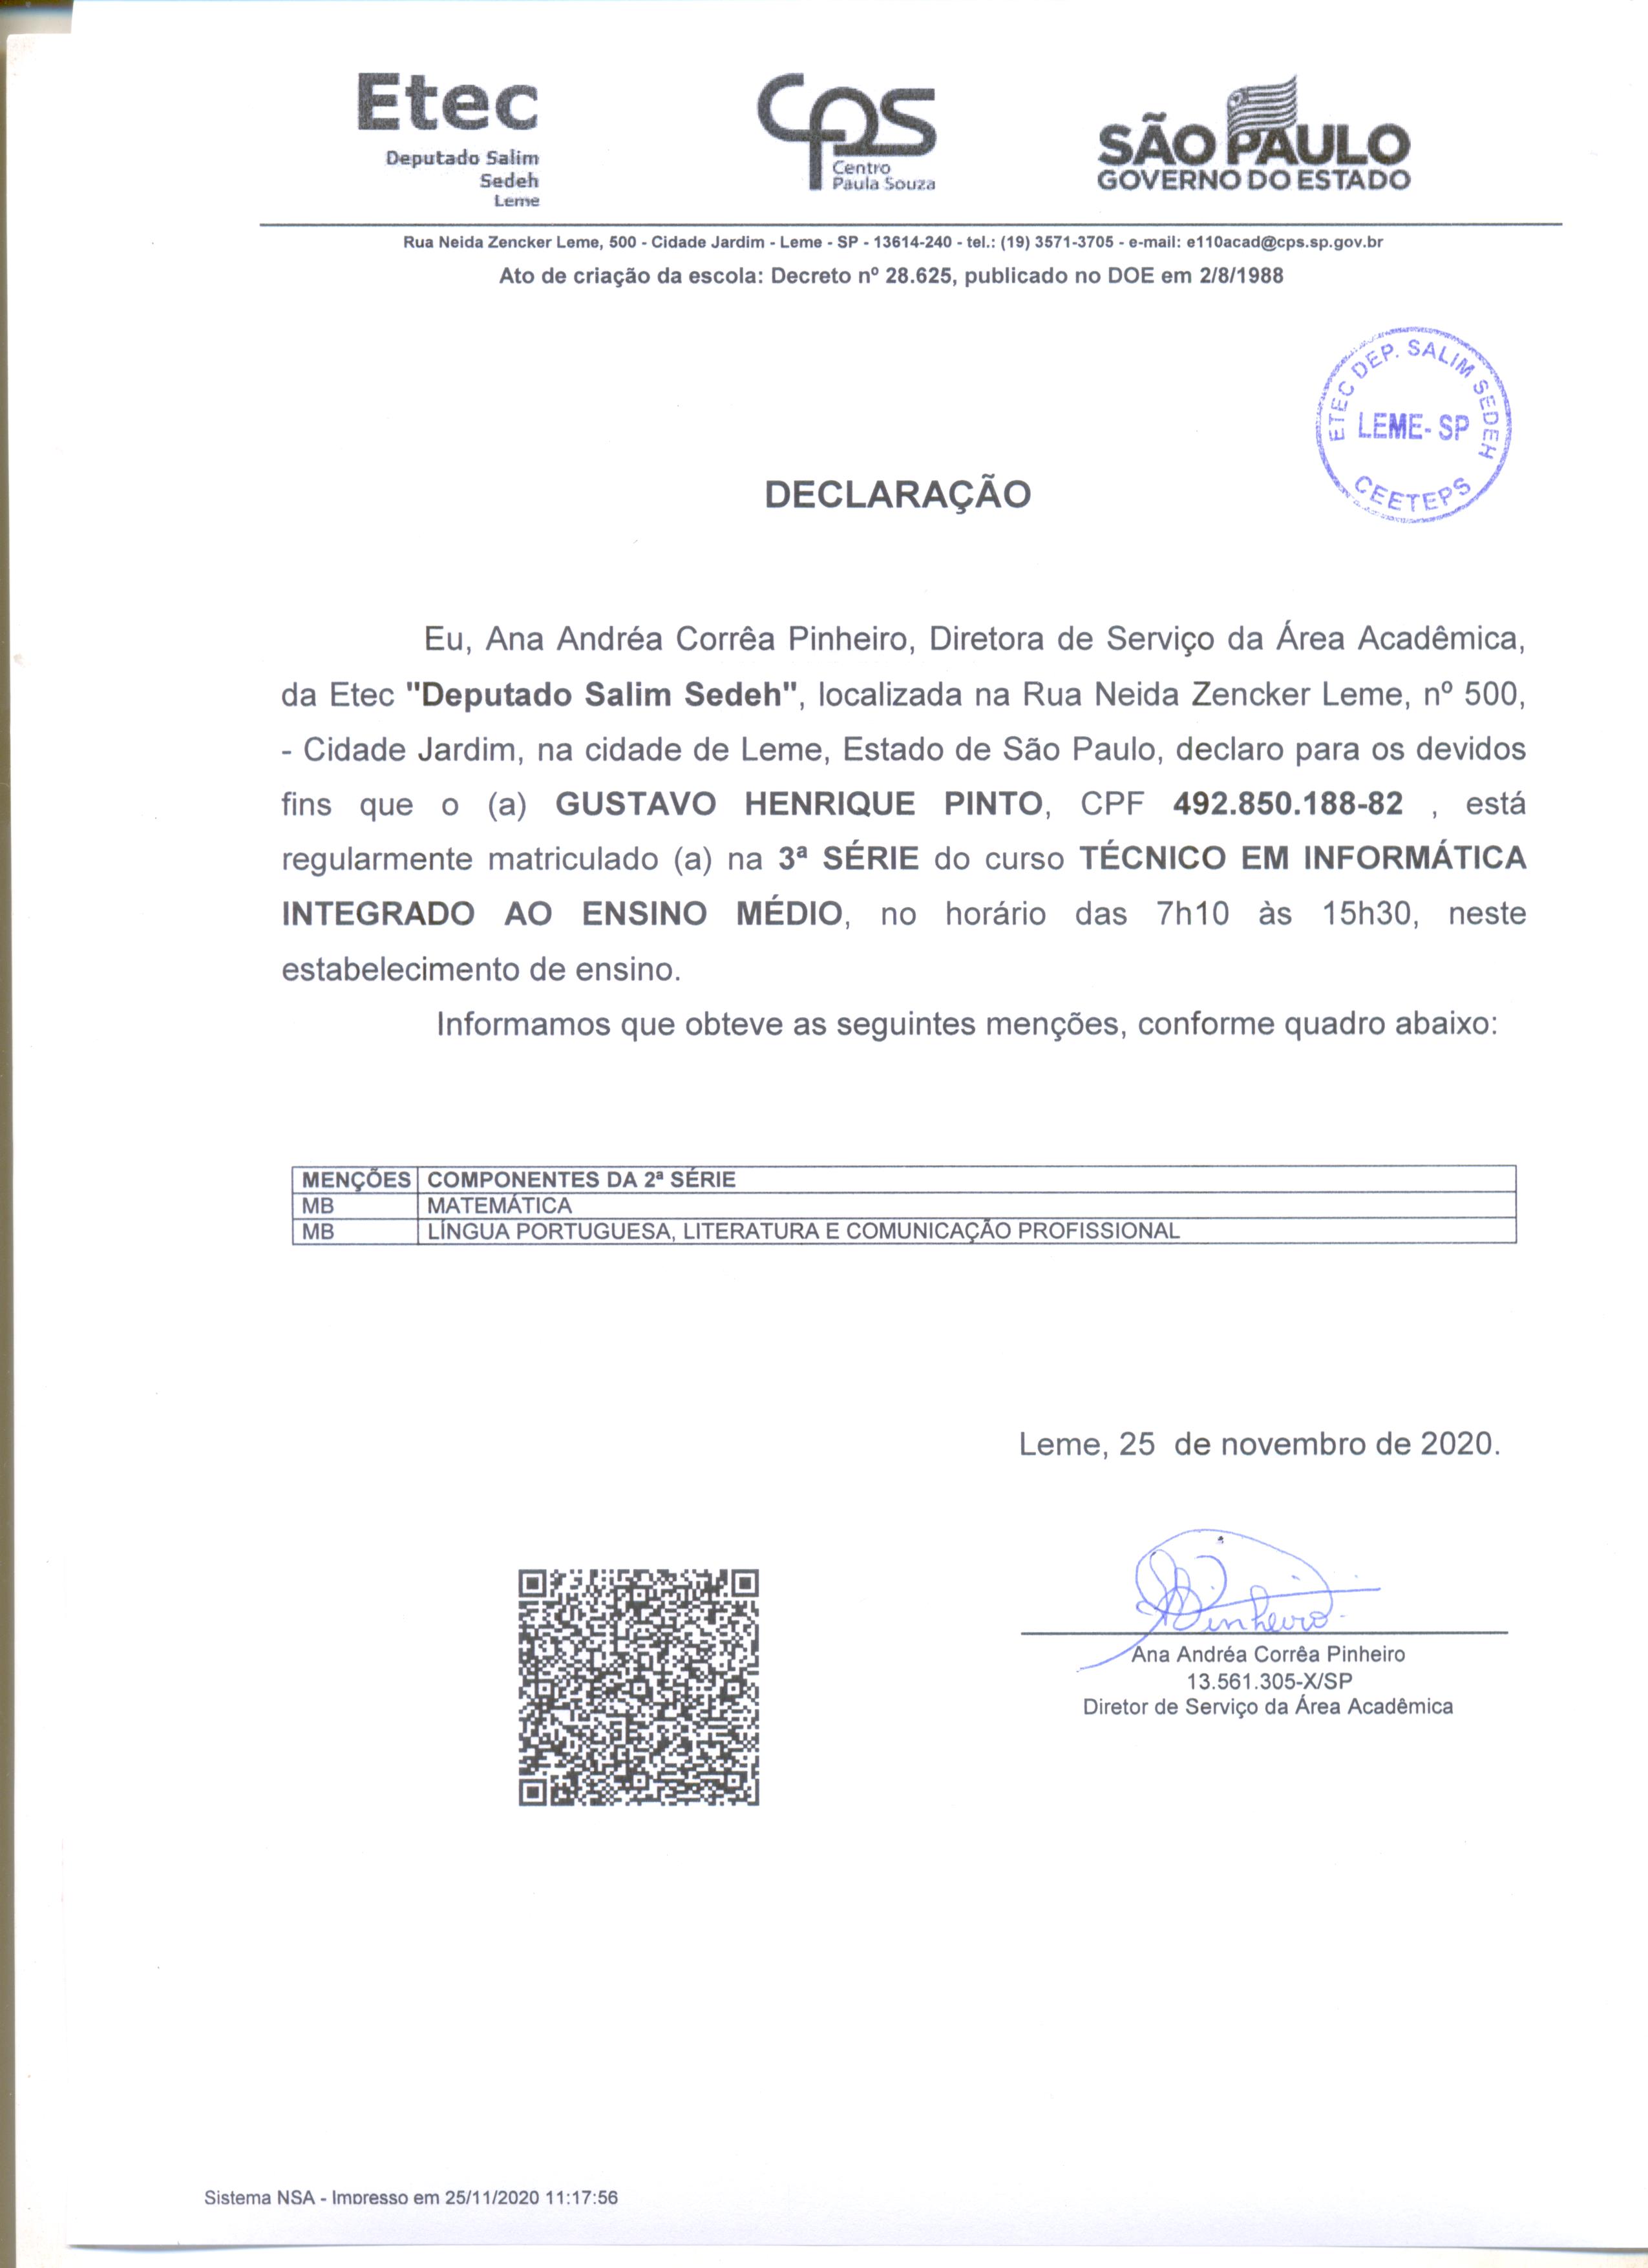 Etec
Deputado Salim
Sedeh
Leme
CPS
Centro
Paula Souza
SÃO PAULO
GOVERNO DO ESTADO
Rua Neida Zencker Leme, 500 - Cidade Jardim - Leme - SP - 13614-240 - tel.: (19) 3571-3705 - e-mail: e110acad@cps.sp.gov.br
Ato de criação da escola: Decreto nº 28.625, publicado no DOE em 2/8/1988
ETEC DEP. SALIM SEDEH
LEME- SP
CEETEPS
DECLARAÇÃO
Eu, Ana Andréa Corrêa Pinheiro, Diretora de Serviço da Área Acadêmica,
da Etec "Deputado Salim Sedeh", localizada na Rua Neida Zencker Leme, nº 500,
- Cidade Jardim, na cidade de Leme, Estado de São Paulo, declaro para os devidos
fins que o (a) GUSTAVO HENRIQUE PINTO, CPF 492.850.188-82 , está
regularmente matriculado (a) na 3ª SÉRIE do curso TÉCNICO EM INFORMÁTICA
INTEGRADO AO ENSINO MÉDIO, no horário das 7h10 às 15h30, neste
estabelecimento de ensino.
Informamos que obteve as seguintes menções, conforme quadro abaixo:
MENÇÕES COMPONENTES DA 2ª SÉRIE
MB MATEMÁTICA
MB LÍNGUA PORTUGUESA, LITERATURA E COMUNICAÇÃO PROFISSIONAL
Leme, 25 de novembro de 2020.
Pinheiro
Ana Andréa Corrêa Pinheiro
13.561.305-X/SP
Diretor de Serviço da Área Acadêmica
Sistema NSA - Impresso em 25/11/2020 11:17:56